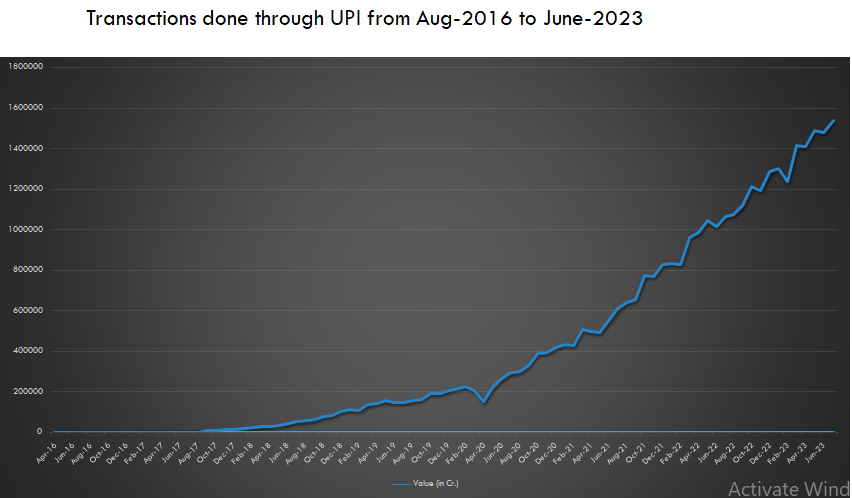 Transactions done through UPI from Aug-2016 to June-2023
1800000
1600000
1400000
1200000
1000000
800000
600000
400000
200000
0
Apr-16
Jun-16
Aug-16
Oct-16
Dec-16
Feb-17
Apr-17
Jun-17
Aug-17
Oct-17
Dec-17
Feb-18
Apr-18
Jun-18
Aug-18
Oct-18
Dec-18
Feb-19
Apr-19
Jun-19
Aug-19
Oct-19
Dec-19
Feb-20
Apr-20
Jun-20
Aug-20
Oct-20
Dec-20
Feb-21
Apr-21
Jun-21
Aug-21
Oct-21
Dec-21
Feb-22
Apr-22
Jun-22
Aug-22
Oct-22
Dec-22
Feb-23
Apr-23
Jun-23
Value (in Cr.)
Activate Wind